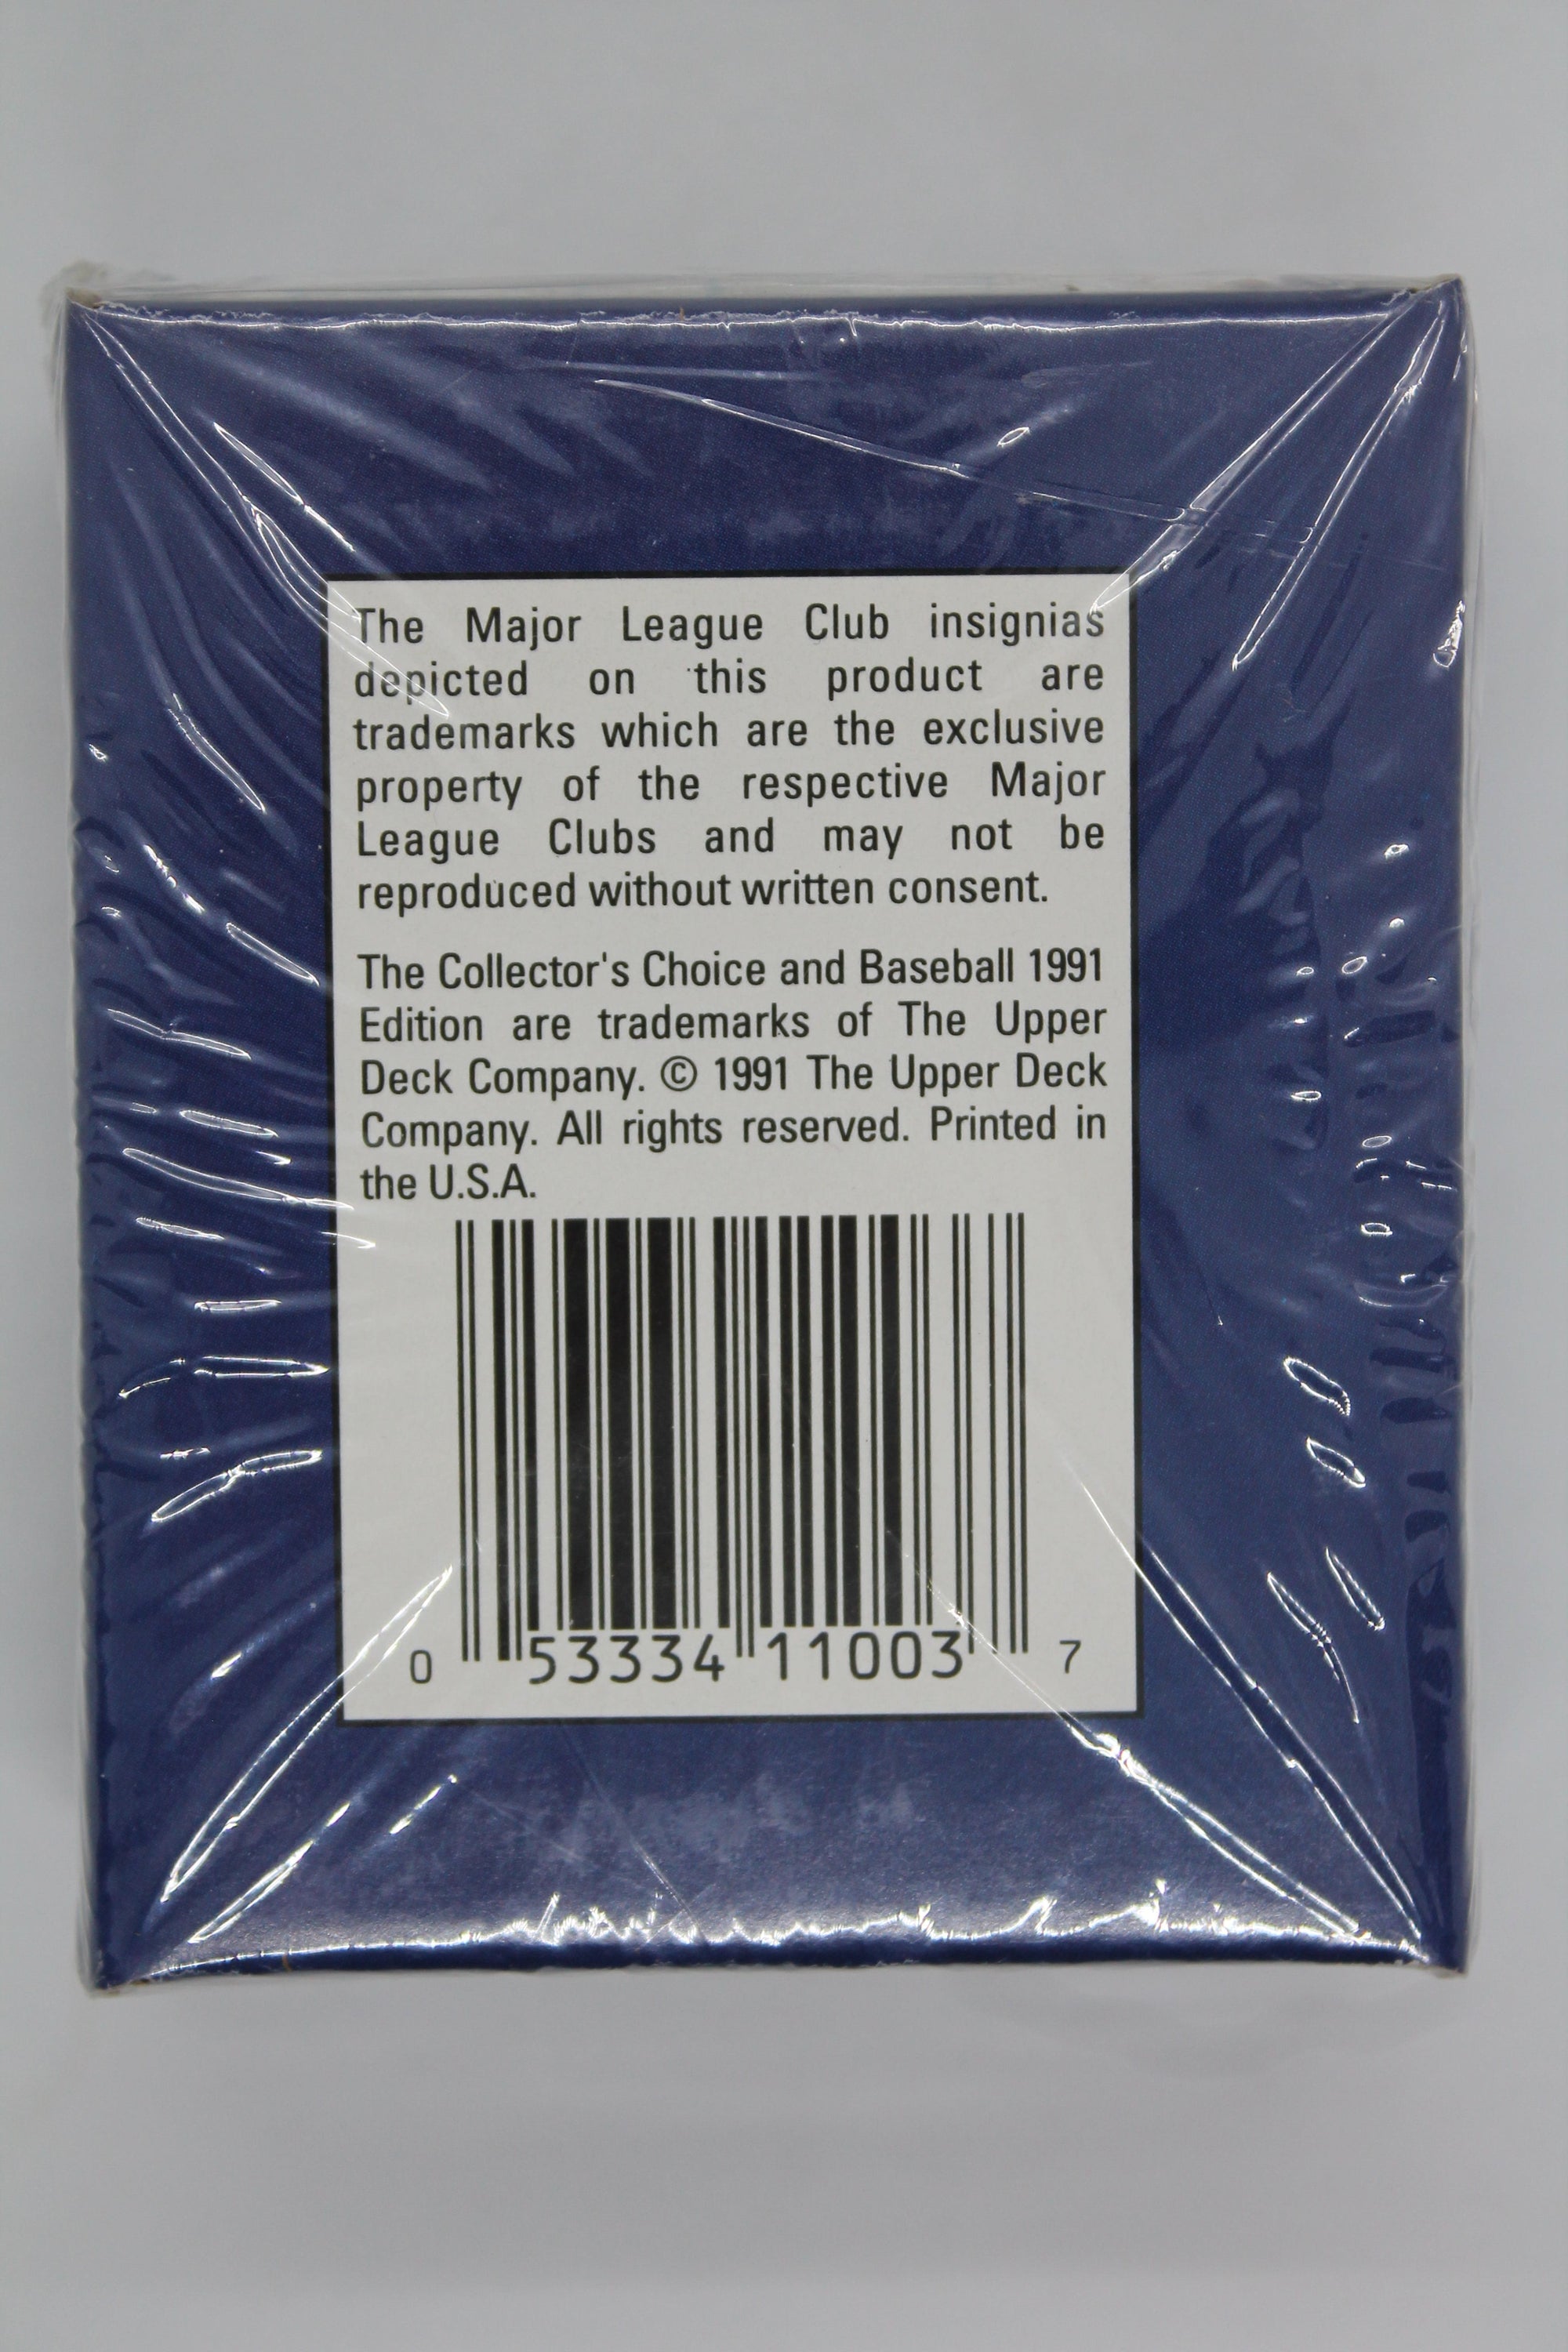 The Major League Club insignias
depicted on this product are
trademarks which are the exclusive
property of the respective Major
League Clubs and may not be
reproduced without written consent.
The Collector's Choice and Baseball 1991
Edition are trademarks of The Upper
Deck Company. © 1991 The Upper Deck
Company. All rights reserved. Printed in
the U.S.A.
0 53334 11003 7